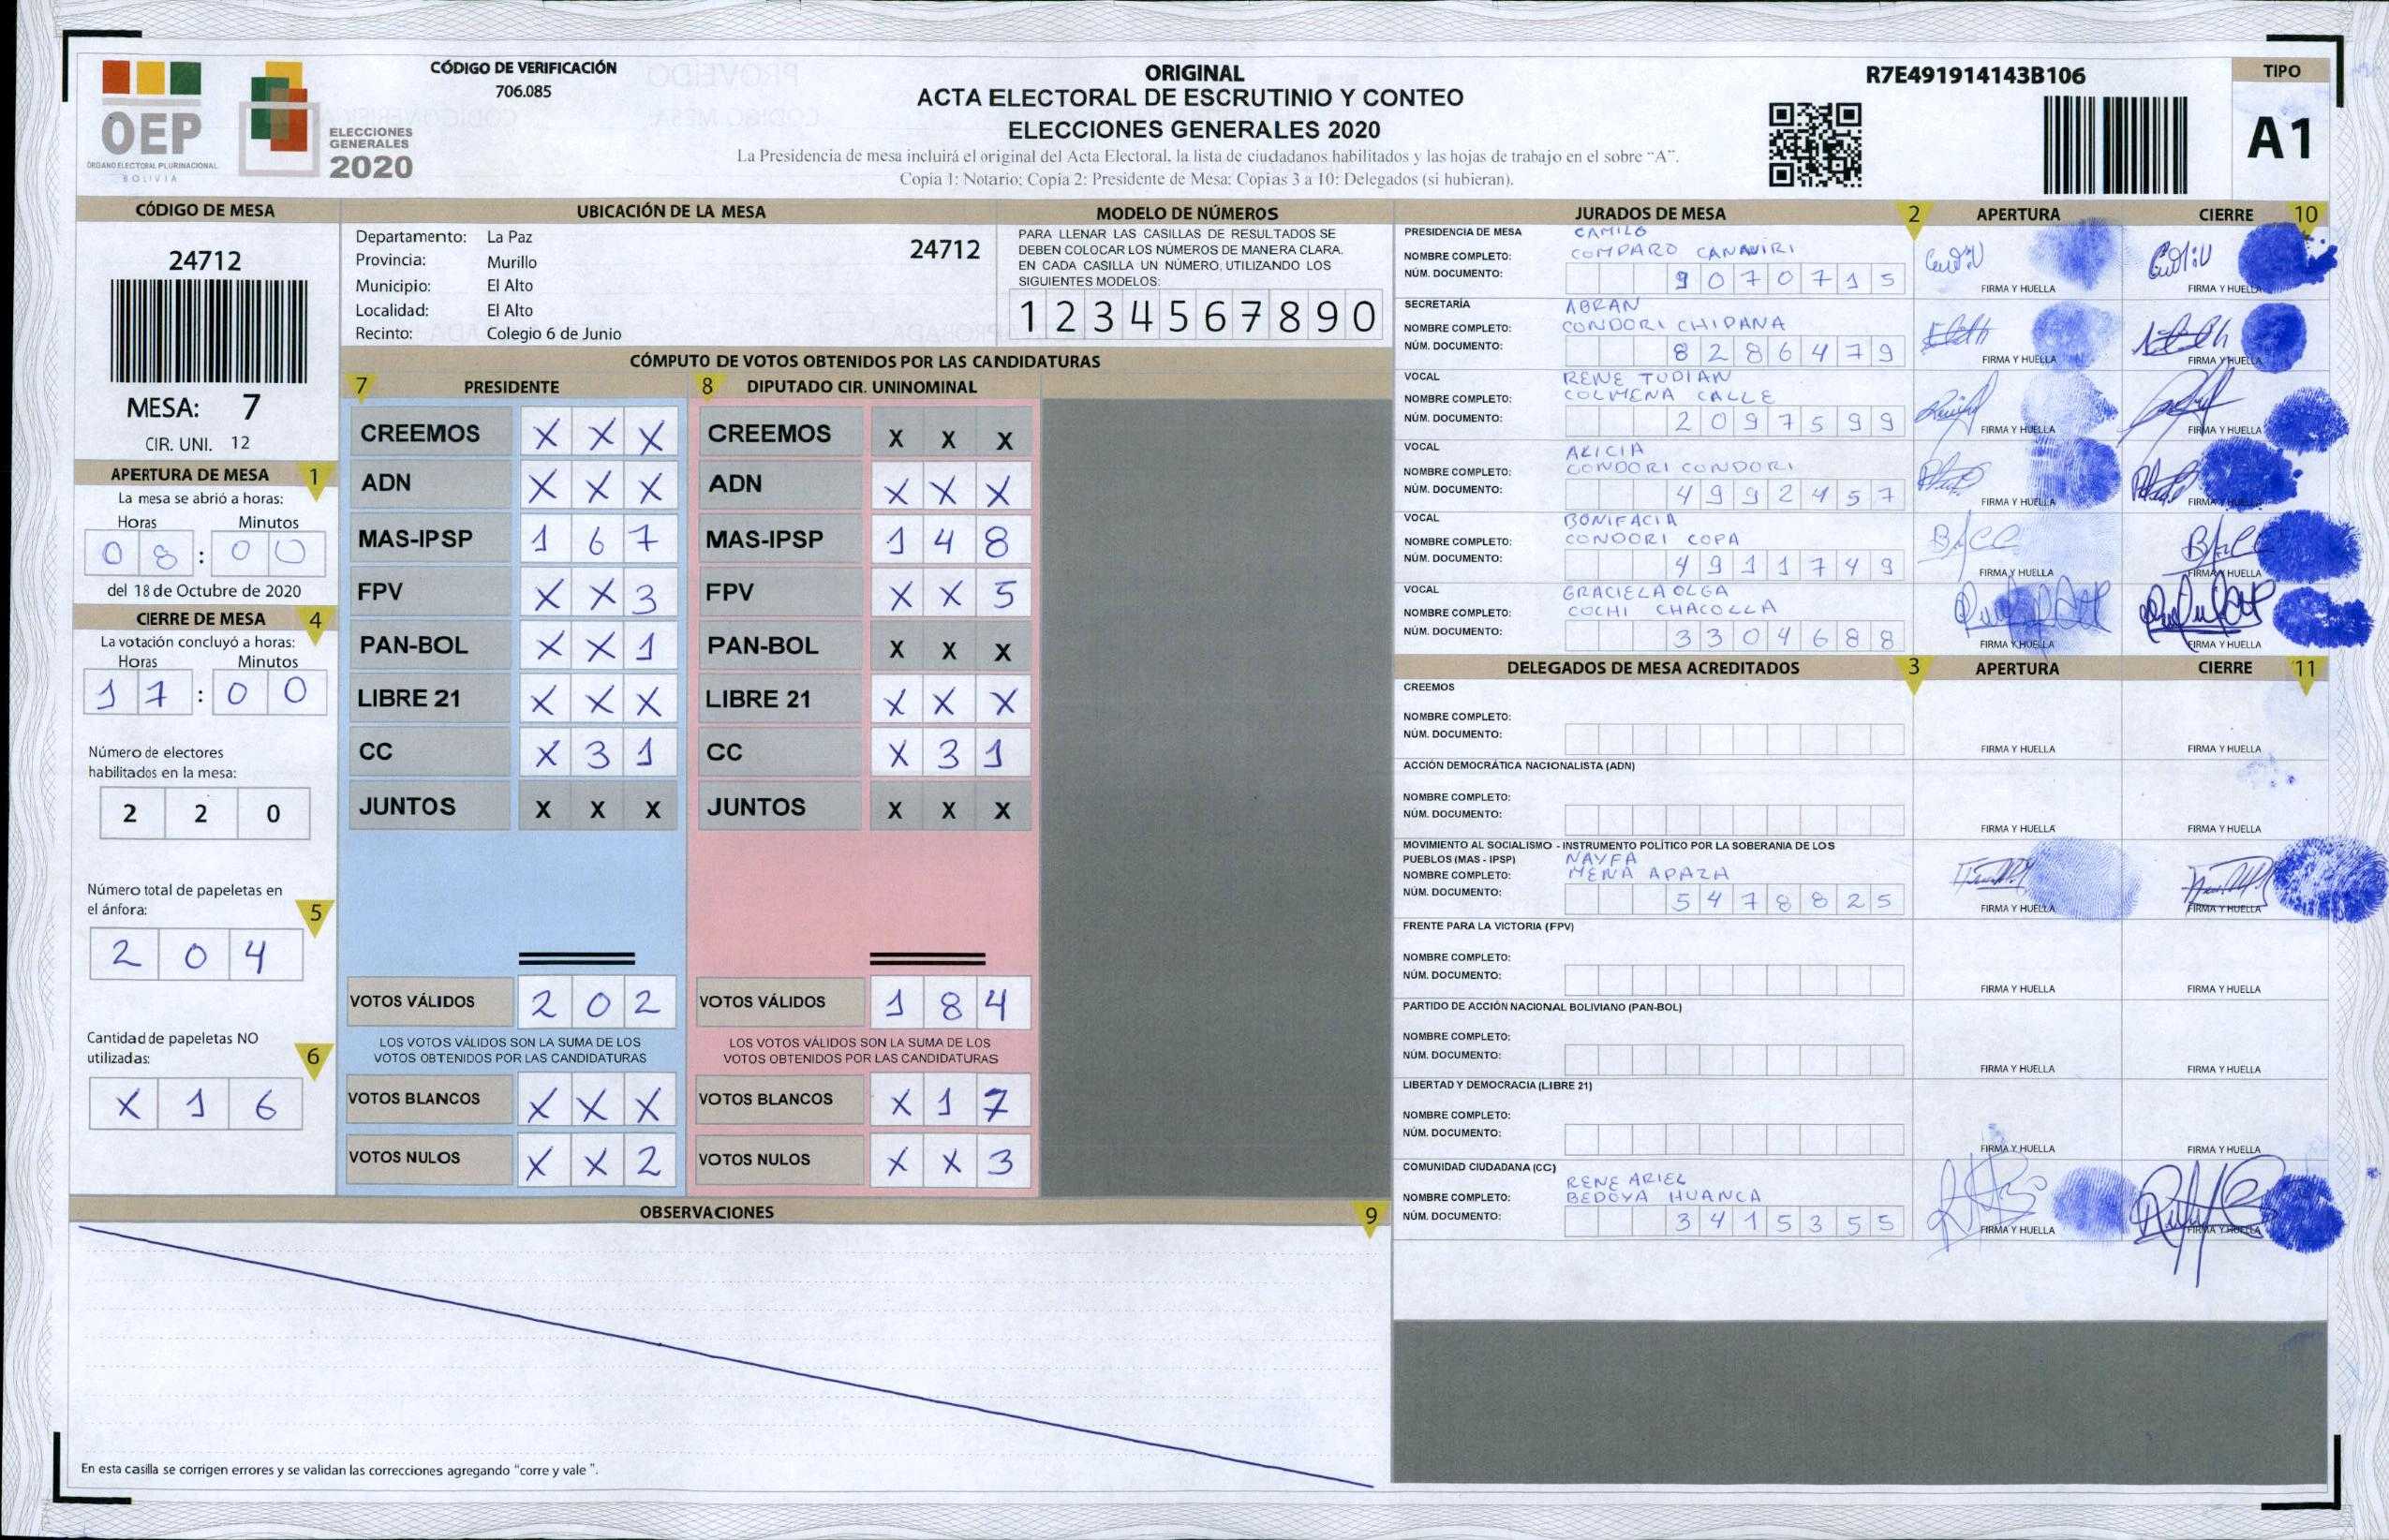 OEP
ÓRGANO ELECTORAL PLURINACIONAL
BOLIVIA
ELECCIONES
GENERALES
2020
CÓDIGO DE VERIFICACIÓN
706.085
ORIGINAL
ACTA ELECTORAL DE ESCRUTINIO Y CONTEO
ELECCIONES GENERALES 2020
La Presidencia de mesa incluirá el original del Acta Electoral, la lista de ciudadanos habilitados y las hojas de trabajo en el sobre "A".
Copia 1: Notario; Copia 2: Presidente de Mesa; Copias 3 a 10: Delegados (si hubieran).
R7E491914143B106
TIPO
A1
CÓDIGO DE MESA
24712
MESA: 7
CIR. UNI. 12
APERTURA DE MESA 1
La mesa se abrió a horas:
Horas Minutos
0 8 : 0 0
del 18 de Octubre de 2020
CIERRE DE MESA 4
La votación concluyó a horas:
Horas Minutos
1 7 : 0 0
Número de electores
habilitados en la mesa:
2 2 0
Número total de papeletas en
el ánfora: 5
2 0 4
Cantidad de papeletas NO
utilizadas: 6
X 1 6
UBICACIÓN DE LA MESA
Departamento: La Paz
24712
Provincia: Murillo
Municipio: El Alto
Localidad: El Alto
Recinto: Colegio 6 de Junio
MODELO DE NÚMEROS
PARA LLENAR LAS CASILLAS DE RESULTADOS SE
DEBEN COLOCAR LOS NÚMEROS DE MANERA CLARA.
EN CADA CASILLA UN NÚMERO, UTILIZANDO LOS
SIGUIENTES MODELOS:
1 2 3 4 5 6 7 8 9 0
CÓMPUTO DE VOTOS OBTENIDOS POR LAS CANDIDATURAS
7 PRESIDENTE
CREEMOS X X X
ADN X X X
MAS-IPSP 1 6 7
FPV X X 3
PAN-BOL X X 1
LIBRE 21 X X X
CC X 3 1
JUNTOS X X X
VOTOS VÁLIDOS 2 0 2
LOS VOTOS VÁLIDOS SON LA SUMA DE LOS
VOTOS OBTENIDOS POR LAS CANDIDATURAS
VOTOS BLANCOS X X X
VOTOS NULOS X X 2
8 DIPUTADO CIR. UNINOMINAL
CREEMOS X X X
ADN X X X
MAS-IPSP 1 4 8
FPV X X 5
PAN-BOL X X X
LIBRE 21 X X X
CC X 3 1
JUNTOS X X X
VOTOS VÁLIDOS 1 8 4
LOS VOTOS VÁLIDOS SON LA SUMA DE LOS
VOTOS OBTENIDOS POR LAS CANDIDATURAS
VOTOS BLANCOS X 1 7
VOTOS NULOS X X 3
OBSERVACIONES 9
En esta casilla se corrigen errores y se validan las correcciones agregando "corre y vale ".
JURADOS DE MESA 2 APERTURA CIERRE 10
PRESIDENCIA DE MESA CAMILO
NOMBRE COMPLETO: COMPARO CANAVIRI
NÚM. DOCUMENTO: 9 0 7 0 7 1 5
FIRMA Y HUELLA FIRMA Y HUELLA
SECRETARÍA ABRAN
NOMBRE COMPLETO: CONDORI CHIPANA
NÚM. DOCUMENTO: 8 2 8 6 4 7 9
FIRMA Y HUELLA FIRMA Y HUELLA
VOCAL RENE TUDIAN
NOMBRE COMPLETO: COLMENA CALLE
NÚM. DOCUMENTO: 2 0 9 7 5 9 9
FIRMA Y HUELLA FIRMA Y HUELLA
VOCAL ALICIA
NOMBRE COMPLETO: CONDORI CONDORI
NÚM. DOCUMENTO: 4 9 9 2 4 5 7
FIRMA Y HUELLA FIRMA Y HUELLA
VOCAL BONIFACIA
NOMBRE COMPLETO: CONDORI COPA
NÚM. DOCUMENTO: 4 9 1 1 7 4 9
FIRMA Y HUELLA FIRMA Y HUELLA
VOCAL GRACIELA OLGA
NOMBRE COMPLETO: COCHI CHACOLLA
NÚM. DOCUMENTO: 3 3 0 4 6 8 8
FIRMA Y HUELLA FIRMA Y HUELLA
DELEGADOS DE MESA ACREDITADOS 3 APERTURA CIERRE 11
CREEMOS
NOMBRE COMPLETO:
NÚM. DOCUMENTO:
FIRMA Y HUELLA FIRMA Y HUELLA
ACCIÓN DEMOCRÁTICA NACIONALISTA (ADN)
NOMBRE COMPLETO:
NÚM. DOCUMENTO:
FIRMA Y HUELLA FIRMA Y HUELLA
MOVIMIENTO AL SOCIALISMO - INSTRUMENTO POLÍTICO POR LA SOBERANIA DE LOS
PUEBLOS (MAS - IPSP) NAYFA
NOMBRE COMPLETO: MENA APAZA
NÚM. DOCUMENTO: 5 4 7 8 8 2 5
FIRMA Y HUELLA FIRMA Y HUELLA
FRENTE PARA LA VICTORIA (FPV)
NOMBRE COMPLETO:
NÚM. DOCUMENTO:
FIRMA Y HUELLA FIRMA Y HUELLA
PARTIDO DE ACCIÓN NACIONAL BOLIVIANO (PAN-BOL)
NOMBRE COMPLETO:
NÚM. DOCUMENTO:
FIRMA Y HUELLA FIRMA Y HUELLA
LIBERTAD Y DEMOCRACIA (LIBRE 21)
NOMBRE COMPLETO:
NÚM. DOCUMENTO:
FIRMA Y HUELLA FIRMA Y HUELLA
COMUNIDAD CIUDADANA (CC) RENE ARIEL
NOMBRE COMPLETO: BEDOYA HUANCA
NÚM. DOCUMENTO: 3 4 1 5 3 5 5
FIRMA Y HUELLA FIRMA Y HUELLA